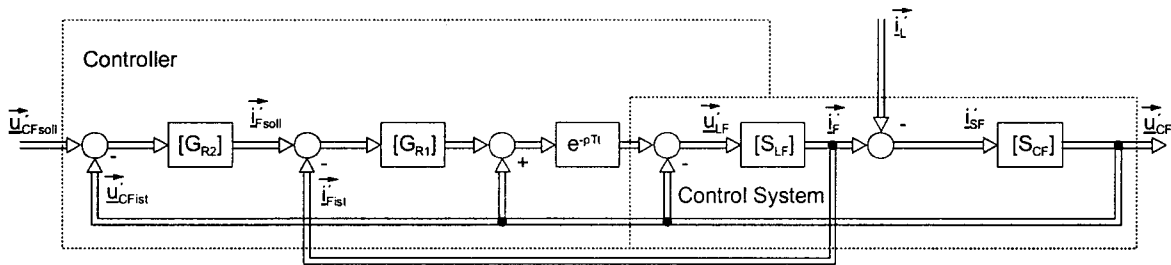 i'L
Controller
u'CFsoll
i'Fsoll
u'LF
i'F
i'SF
u'CF
[GR2]
[GR1]
e-pTt
[SLF]
[SCF]
-
-
+
-
-
u'CFist
i'Fist
Control System